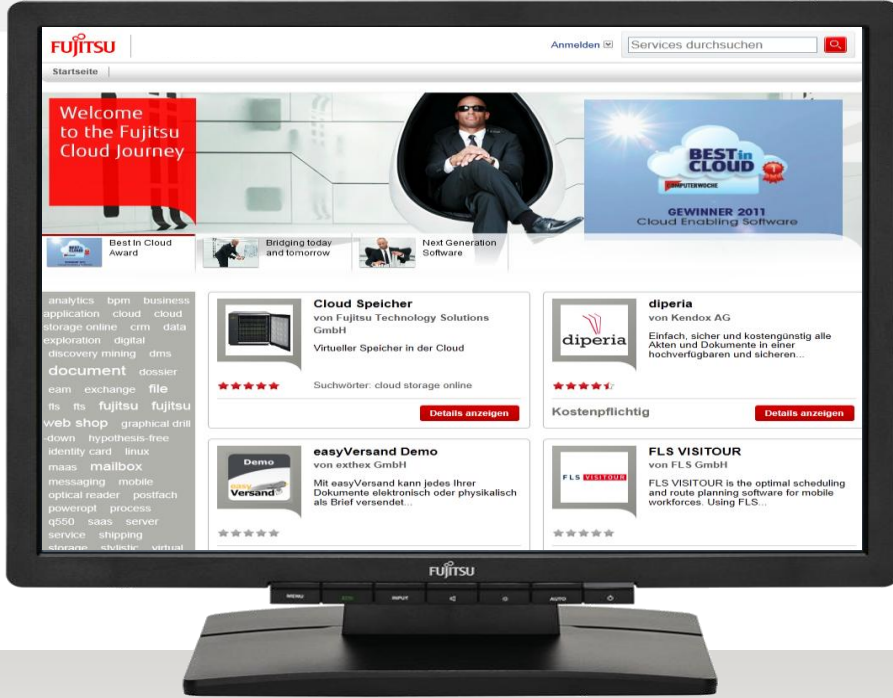 FUJITSU
Anmelden
Services durchsuchen
Startseite
Welcome
to the Fujitsu
Cloud Journey
BEST in
CLOUD
COMPUTERWOCHE
GEWINNER 2011
Cloud Enabling Software
Best In Cloud
Award
Bridging today
and tomorrow
Next Generation
Software
analytics bpm business
application cloud cloud
storage online crm data
exploration digital
discovery mining dms
document dossier
eam exchange file
fls fts fujitsu fujitsu
web shop graphical drill
-down hypothesis-free
identity card linux
maas mailbox
messaging mobile
optical reader postfach
poweropt process
q550 saas server
service shipping
storage stylistic virtual
Cloud Speicher
von Fujitsu Technology Solutions
GmbH
Virtueller Speicher in der Cloud
Suchwörter: cloud storage online
Details anzeigen
diperia
diperia
von Kendox AG
Einfach, sicher und kostengünstig alle
Akten und Dokumente in einer
hochverfügbaren und sicheren...
Kostenpflichtig
Details anzeigen
Demo
easy
Versand
easyVersand Demo
von exthex GmbH
Mit easyVersand kann jedes Ihrer
Dokumente elektronisch oder physikalisch
als Brief versendet...
FLS VISITOUR
FLS VISITOUR
von FLS GmbH
FLS VISITOUR is the optimal scheduling
and route planning software for mobile
workforces. Using FLS...
FUJITSU
MENU
INPUT
AUTO